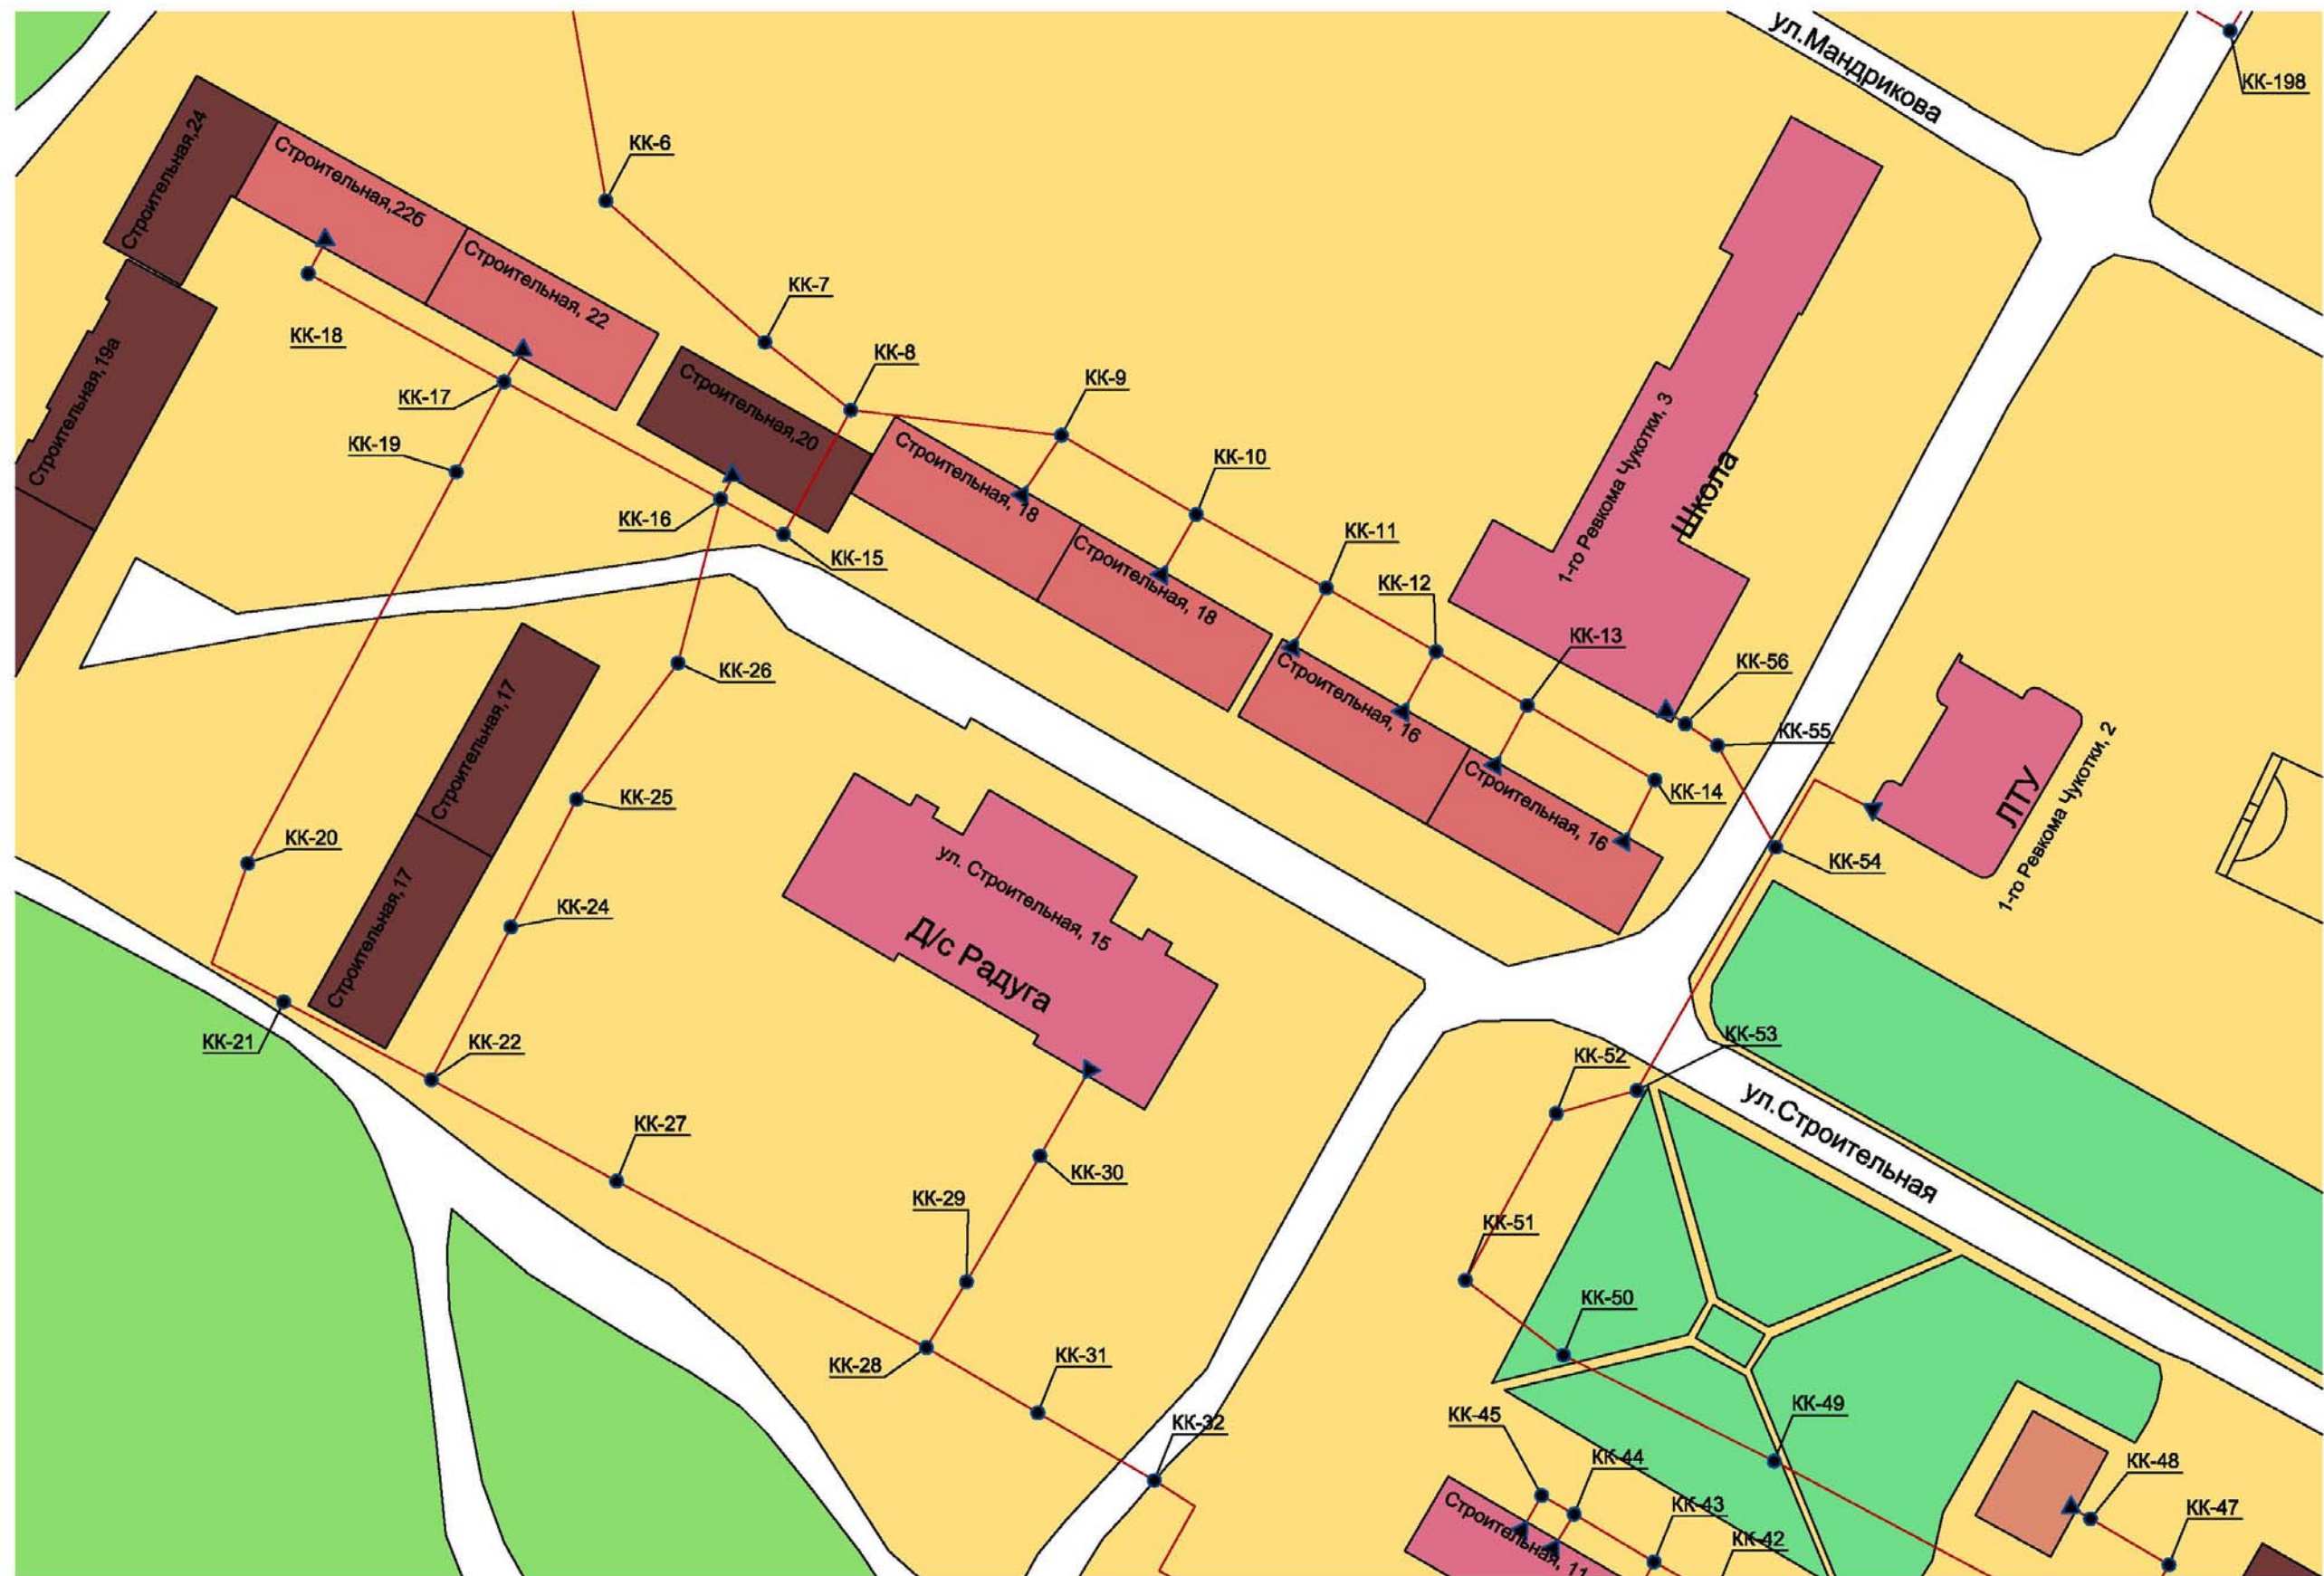 ул.Мандрикова
КК-198
Строительная,24
Строительная,22б
КК-6
Строительная, 22
КК-7
КК-18
Строительная,19а
КК-17
КК-8
КК-9
Строительная,20
КК-19
Строительная, 18
КК-10
1-го Ревкома Чукотки, 3
Школа
КК-16
КК-15
КК-11
Строительная, 18
КК-12
КК-13
КК-26
Строительная, 16
КК-56
КК-55
Строительная,17
КК-25
Строительная, 16
КК-14
ЛТУ
1-го Ревкома Чукотки, 2
КК-20
ул. Строительная, 15
КК-54
Строительная,17
КК-24
Д/с Радуга
КК-21
КК-22
КК-52
КК-53
ул.Строительная
КК-27
КК-30
КК-29
КК-51
КК-50
КК-28
КК-31
КК-32
КК-49
КК-45
КК-44
КК-48
КК-43
КК-47
Строительная, 11
КК-42